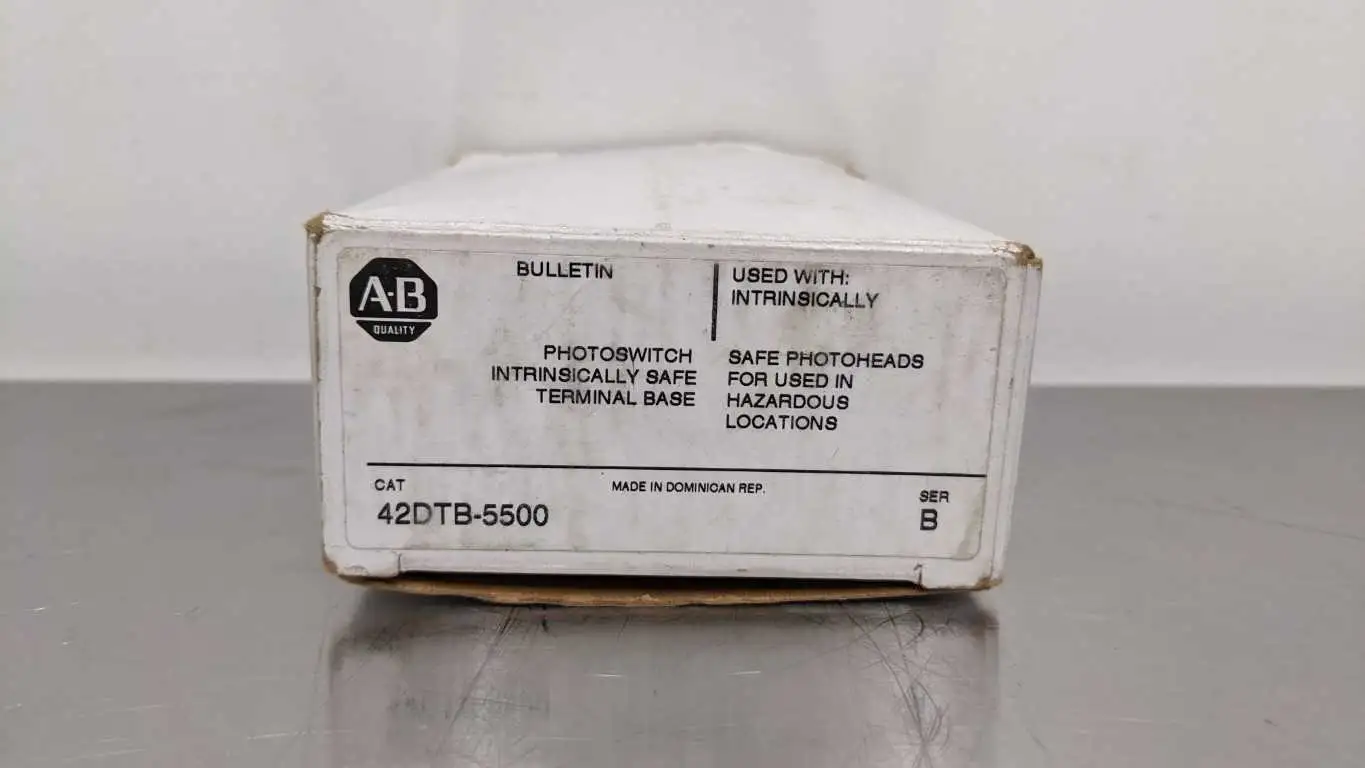 A-B
QUALITY
BULLETIN
USED WITH:
INTRINSICALLY
PHOTOSWITCH
INTRINSICALLY SAFE
TERMINAL BASE
SAFE PHOTOHEADS
FOR USED IN
HAZARDOUS
LOCATIONS
CAT
42DTB-5500
MADE IN DOMINICAN REP.
SER
B